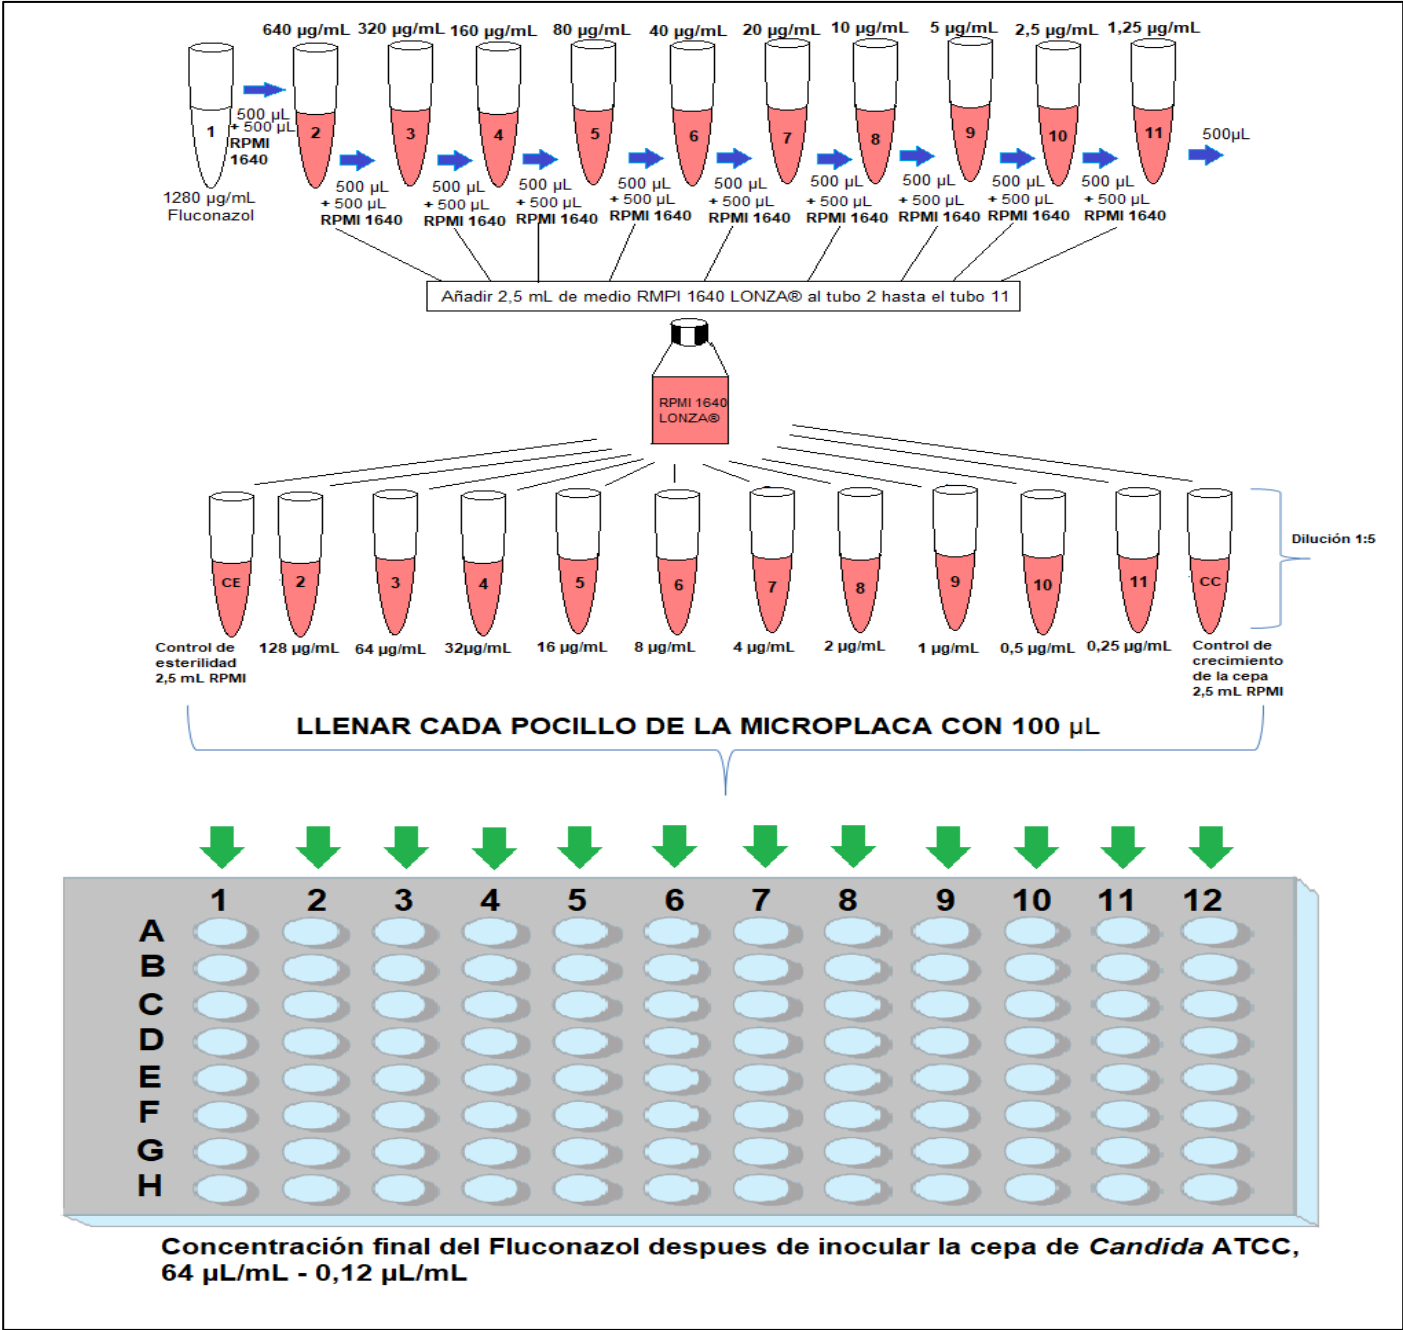 640 µg/mL 320 µg/mL 160 µg/mL 80 µg/mL 40 µg/mL 20 µg/mL 10 µg/mL 5 µg/mL 2,5 µg/mL 1,25 µg/mL
1 2 3 4 5 6 7 8 9 10 11
500 µL
+ 500 µL
RPMI
1640
1280 µg/mL
Fluconazol
500 µL
+ 500 µL
RPMI 1640
500 µL
+ 500 µL
RPMI 1640
500 µL
+ 500 µL
RPMI 1640
500 µL
+ 500 µL
RPMI 1640
500 µL
+ 500 µL
RPMI 1640
500 µL
+ 500 µL
RPMI 1640
500 µL
+ 500 µL
RPMI 1640
500 µL
+ 500 µL
RPMI 1640
500 µL
+ 500 µL
RPMI 1640
500µL
Añadir 2,5 mL de medio RMPI 1640 LONZA® al tubo 2 hasta el tubo 11
RPMI 1640
LONZA®
CE 2 3 4 5 6 7 8 9 10 11 CC
Dilución 1:5
Control de
esterilidad
2,5 mL RPMI
128 µg/mL 64 µg/mL 32µg/mL 16 µg/mL 8 µg/mL 4 µg/mL 2 µg/mL 1 µg/mL 0,5 µg/mL 0,25 µg/mL
Control de
crecimiento
de la cepa
2,5 mL RPMI
LLENAR CADA POCILLO DE LA MICROPLACA CON 100 µL
1 2 3 4 5 6 7 8 9 10 11 12
A
B
C
D
E
F
G
H
Concentración final del Fluconazol despues de inocular la cepa de Candida ATCC,
64 µL/mL - 0,12 µL/mL